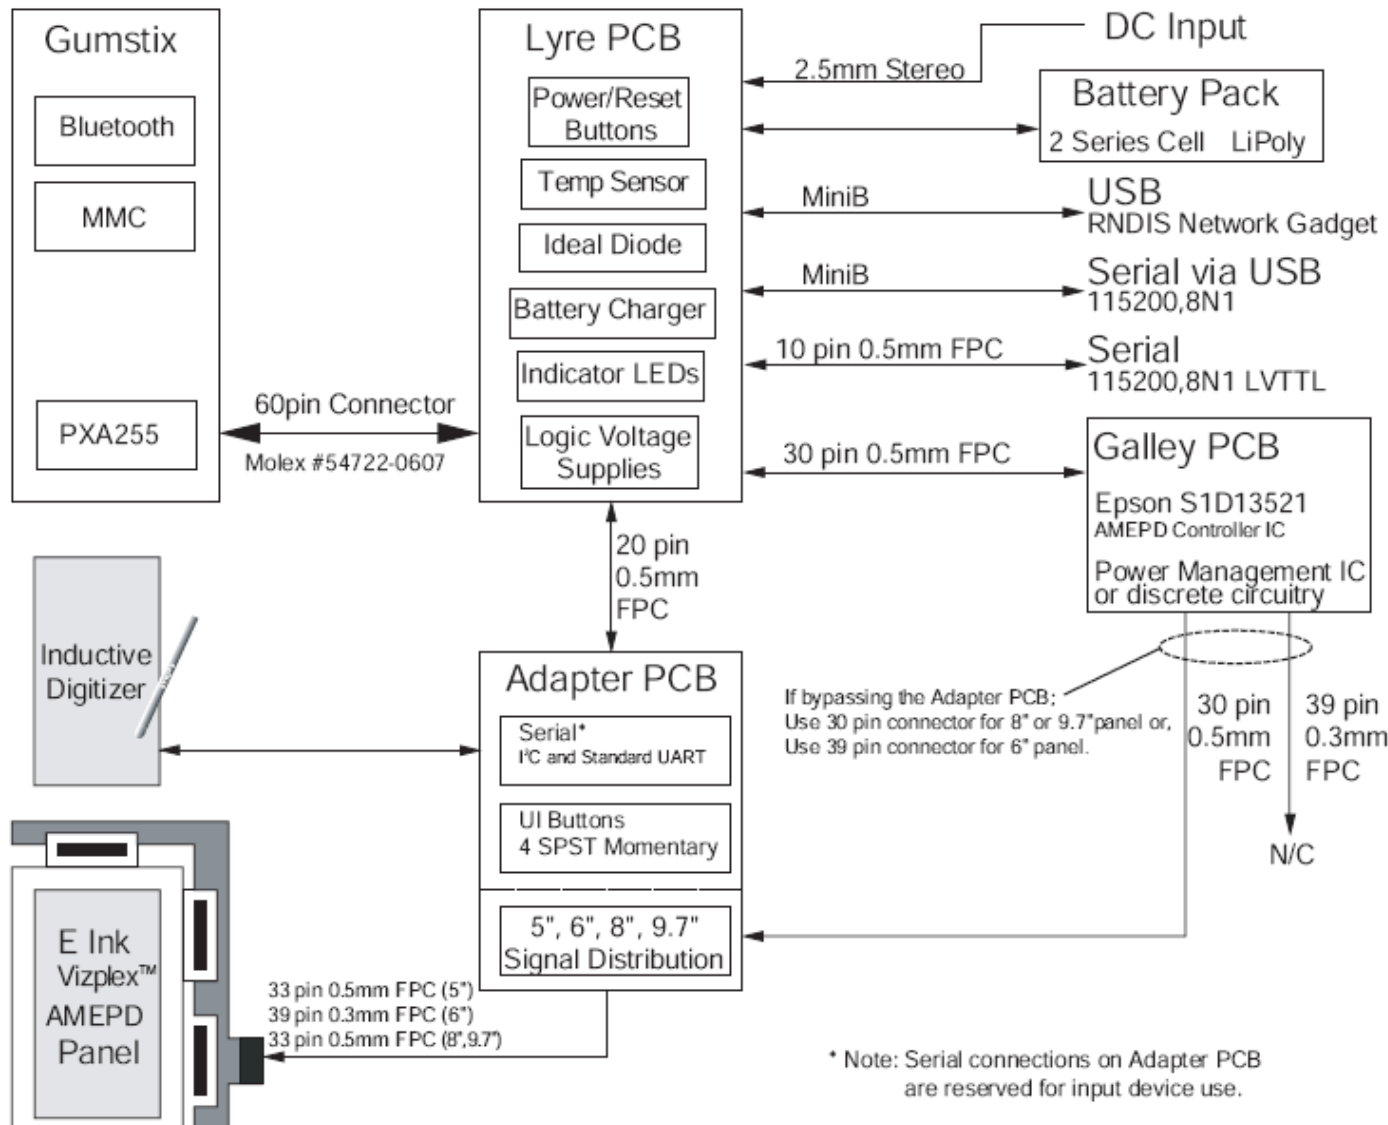 Gumstix
Bluetooth
MMC
PXA255
60pin Connector
Molex #54722-0607
Lyre PCB
Power/Reset
Buttons
Temp Sensor
Ideal Diode
Battery Charger
Indicator LEDs
Logic Voltage
Supplies
2.5mm Stereo
DC Input
Battery Pack
2 Series Cell LiPoly
MiniB
USB
RNDIS Network Gadget
MiniB
Serial via USB
115200,8N1
10 pin 0.5mm FPC
Serial
115200,8N1 LVTTL
30 pin 0.5mm FPC
Galley PCB
Epson S1D13521
AMEPD Controller IC
Power Management IC
or discrete circuitry
20 pin
0.5mm
FPC
If bypassing the Adapter PCB;
Use 30 pin connector for 8" or 9.7"panel or,
Use 39 pin connector for 6" panel.
30 pin
0.5mm
FPC
39 pin
0.3mm
FPC
N/C
Inductive
Digitizer
Adapter PCB
Serial*
I²C and Standard UART
UI Buttons
4 SPST Momentary
5", 6", 8", 9.7"
Signal Distribution
E Ink
Vizplex™
AMEPD
Panel
33 pin 0.5mm FPC (5")
39 pin 0.3mm FPC (6")
33 pin 0.5mm FPC (8",9.7")
* Note: Serial connections on Adapter PCB
are reserved for input device use.